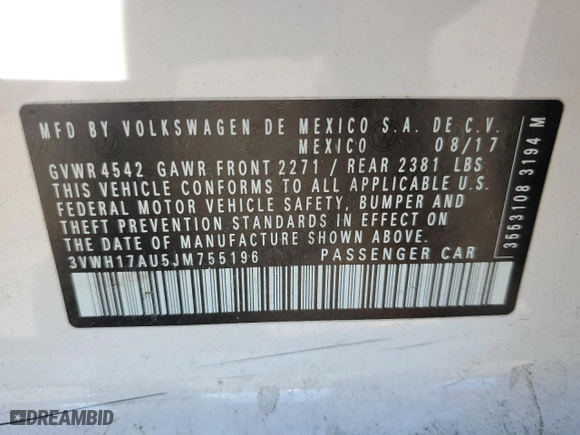 MFD BY VOLKSWAGEN DE MEXICO S.A. DE C.V.
MEXICO 08/17
GVWR 4542 GAWR FRONT 2271 / REAR 2381 LBS
THIS VEHICLE CONFORMS TO ALL APPLICABLE U.S.
FEDERAL MOTOR VEHICLE SAFETY, BUMPER AND
THEFT PREVENTION STANDARDS IN EFFECT ON
THE DATE OF MANUFACTURE SHOWN ABOVE.
3VWH17AU5JM755196 PASSENGER CAR
3653108 3194 M
DREAMBID